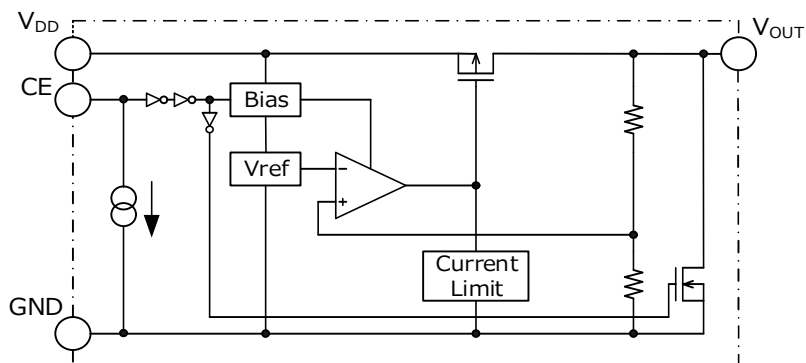 VDD
VOUT
CE
Bias
Vref
−
+
Current
Limit
GND